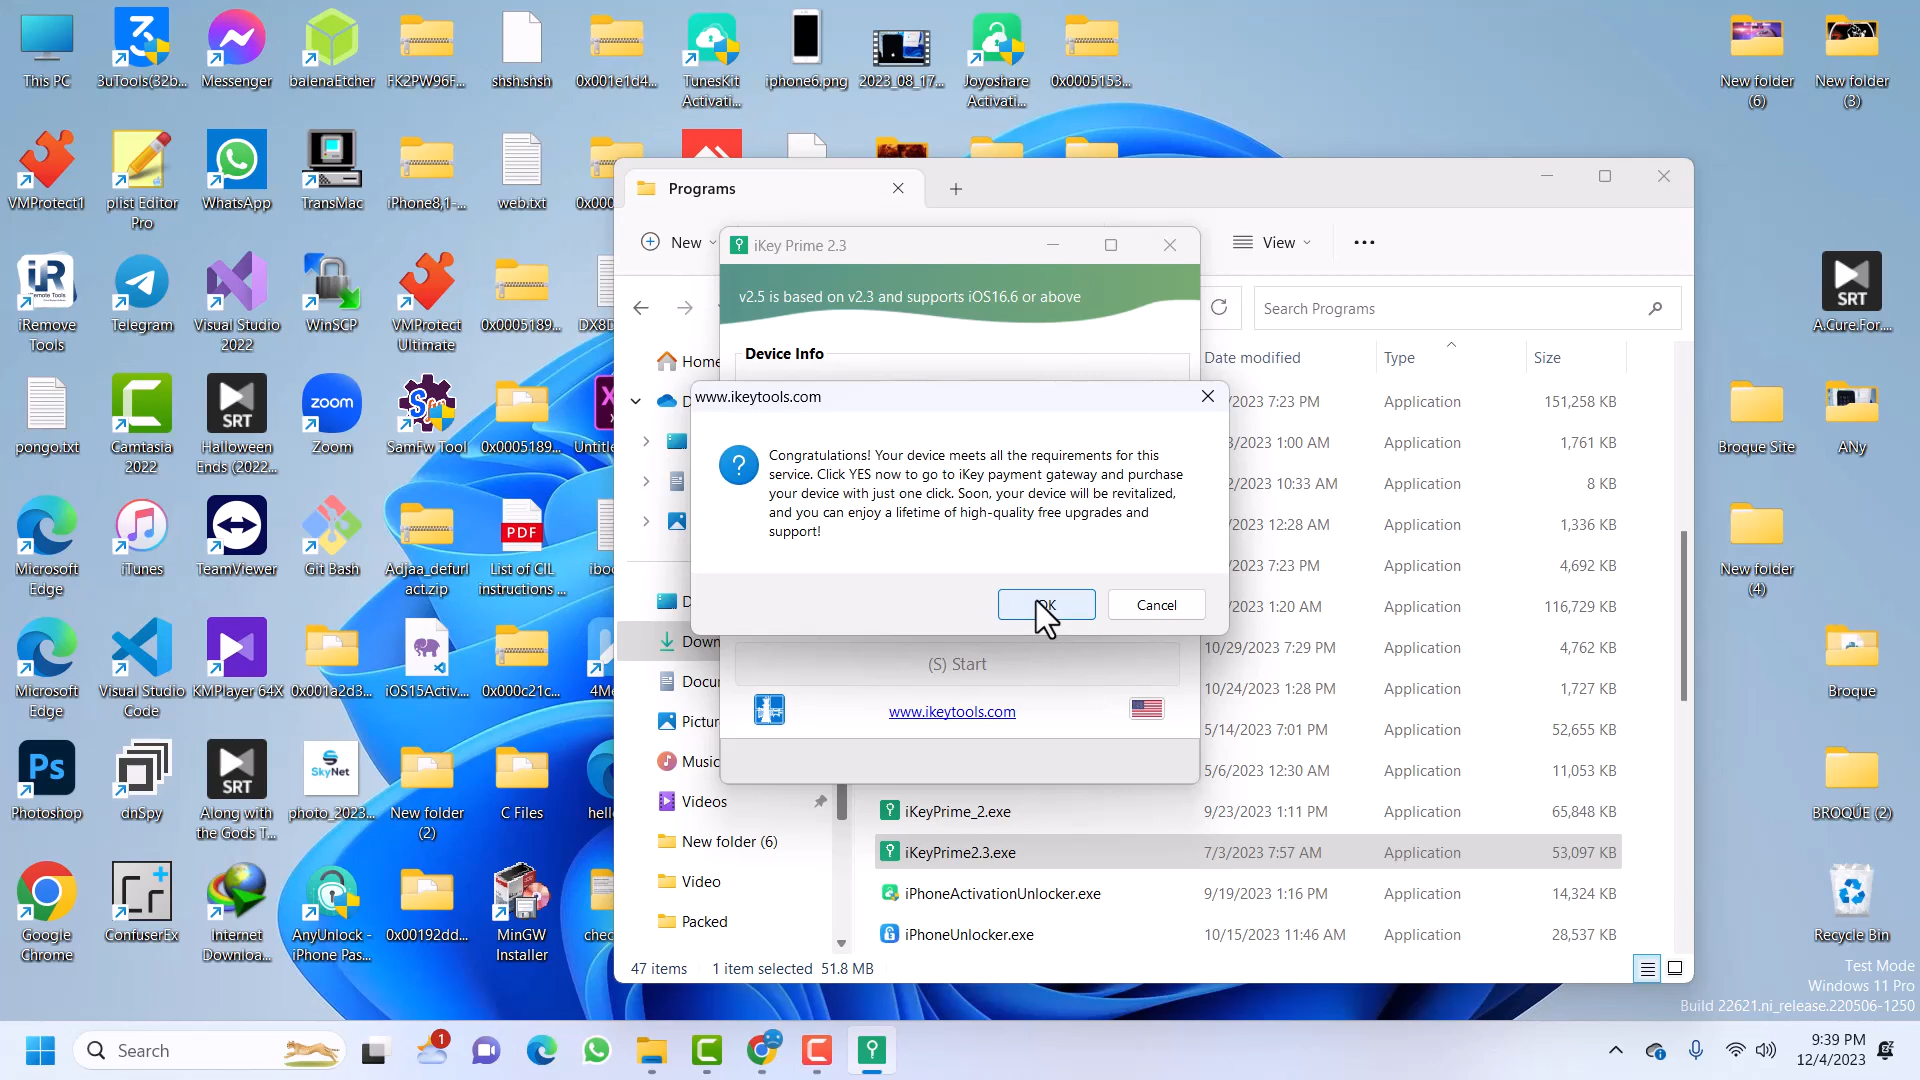 This PC
3uTools(32b...
Messenger
balenaEtcher
FK2PW96F...
shsh.shsh
0x001e1d4...
TunesKit
Activati...
iphone6.png
2023_08_17...
Joyoshare
Activati...
0x0005153...
New folder
(6)
New folder
(3)
VMProtect1
plist Editor
Pro
WhatsApp
TransMac
iPhone8,1-...
web.txt
Programs
New
View
iKey Prime 2.3
v2.5 is based on v2.3 and supports iOS16.6 or above
Search Programs
Device Info
Home
Date modified
Type
Size
iRemove
Tools
Telegram
Visual Studio
2022
WinSCP
VMProtect
Ultimate
0x0005189...
SRT
A.Cure.For....
www.ikeytools.com
Congratulations! Your device meets all the requirements for this
service. Click YES now to go to iKey payment gateway and purchase
your device with just one click. Soon, your device will be revitalized,
and you can enjoy a lifetime of high-quality free upgrades and
support!
OK
Cancel
(S) Start
www.ikeytools.com
/2023 7:23 PM
Application
151,258 KB
3/2023 1:00 AM
Application
1,761 KB
2/2023 10:33 AM
Application
8 KB
/2023 12:28 AM
Application
1,336 KB
/2023 7:23 PM
Application
4,692 KB
/2023 1:20 AM
Application
116,729 KB
10/29/2023 7:29 PM
Application
4,762 KB
10/24/2023 1:28 PM
Application
1,727 KB
5/14/2023 7:01 PM
Application
52,655 KB
5/6/2023 12:30 AM
Application
11,053 KB
iKeyPrime_2.exe
9/23/2023 1:11 PM
Application
65,848 KB
iKeyPrime2.3.exe
7/3/2023 7:57 AM
Application
53,097 KB
iPhoneActivationUnlocker.exe
9/19/2023 1:16 PM
Application
14,324 KB
iPhoneUnlocker.exe
10/15/2023 11:46 AM
Application
28,537 KB
Music
Videos
New folder (6)
Video
Packed
47 items
1 item selected
51.8 MB
pongo.txt
Camtasia
2022
SRT
Halloween
Ends (2022...
zoom
Zoom
SamFw Tool
0x0005189...
Broque Site
ANy
Microsoft
Edge
iTunes
TeamViewer
Git Bash
Adjaa_defurl
act.zip
PDF
List of CIL
instructions ...
New folder
(4)
Microsoft
Edge
Visual Studio
Code
KMPlayer 64X
0x001a2d3...
iOS15Activ....
0x000c21c...
Broque
Ps
Photoshop
dnSpy
SRT
Along with
the Gods T...
SkyNet
photo_2023...
New folder
(2)
C Files
BROQUE (2)
Google
Chrome
ConfuserEx
Internet
Downloa...
AnyUnlock -
iPhone Pas...
0x00192dd...
MinGW
Installer
Recycle Bin
Test Mode
Windows 11 Pro
Build 22621.ni_release.220506-1250
Search
1
9:39 PM
12/4/2023